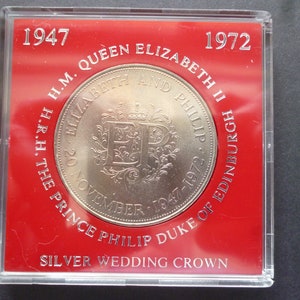 1947 1972
H.M. QUEEN ELIZABETH II
H.R.H. THE PRINCE PHILIP DUKE OF EDINBURGH
ELIZABETH AND PHILIP
20 NOVEMBER · 1947-1972
EP
SILVER WEDDING CROWN